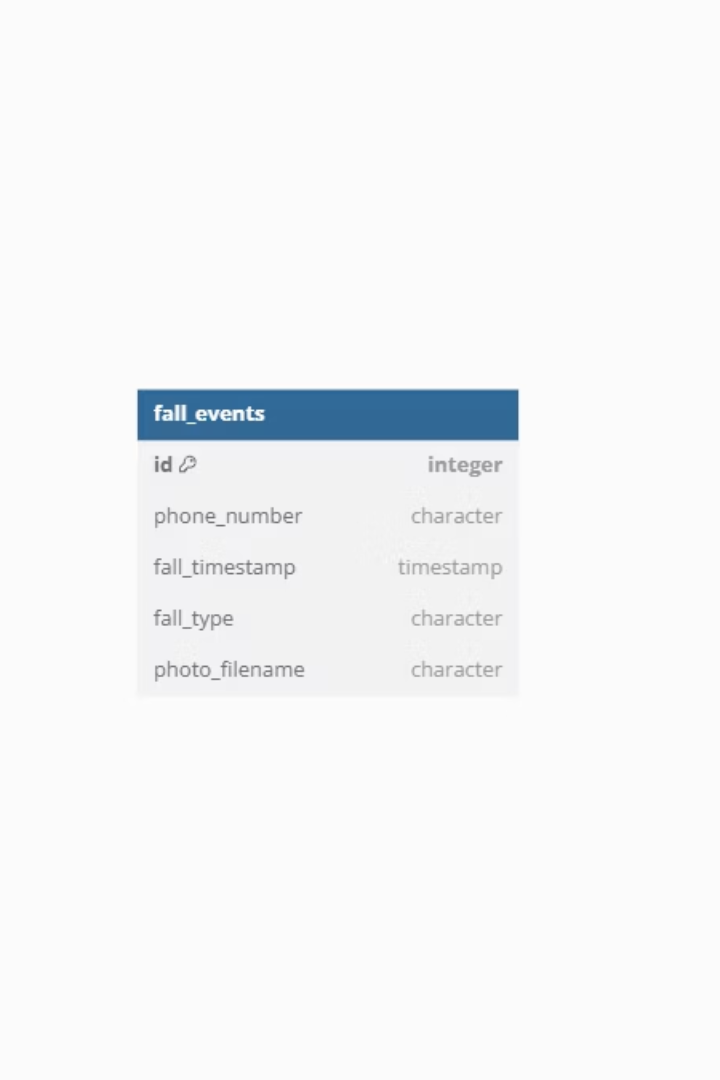 fall_events
id integer
phone_number character
fall_timestamp timestamp
fall_type character
photo_filename character